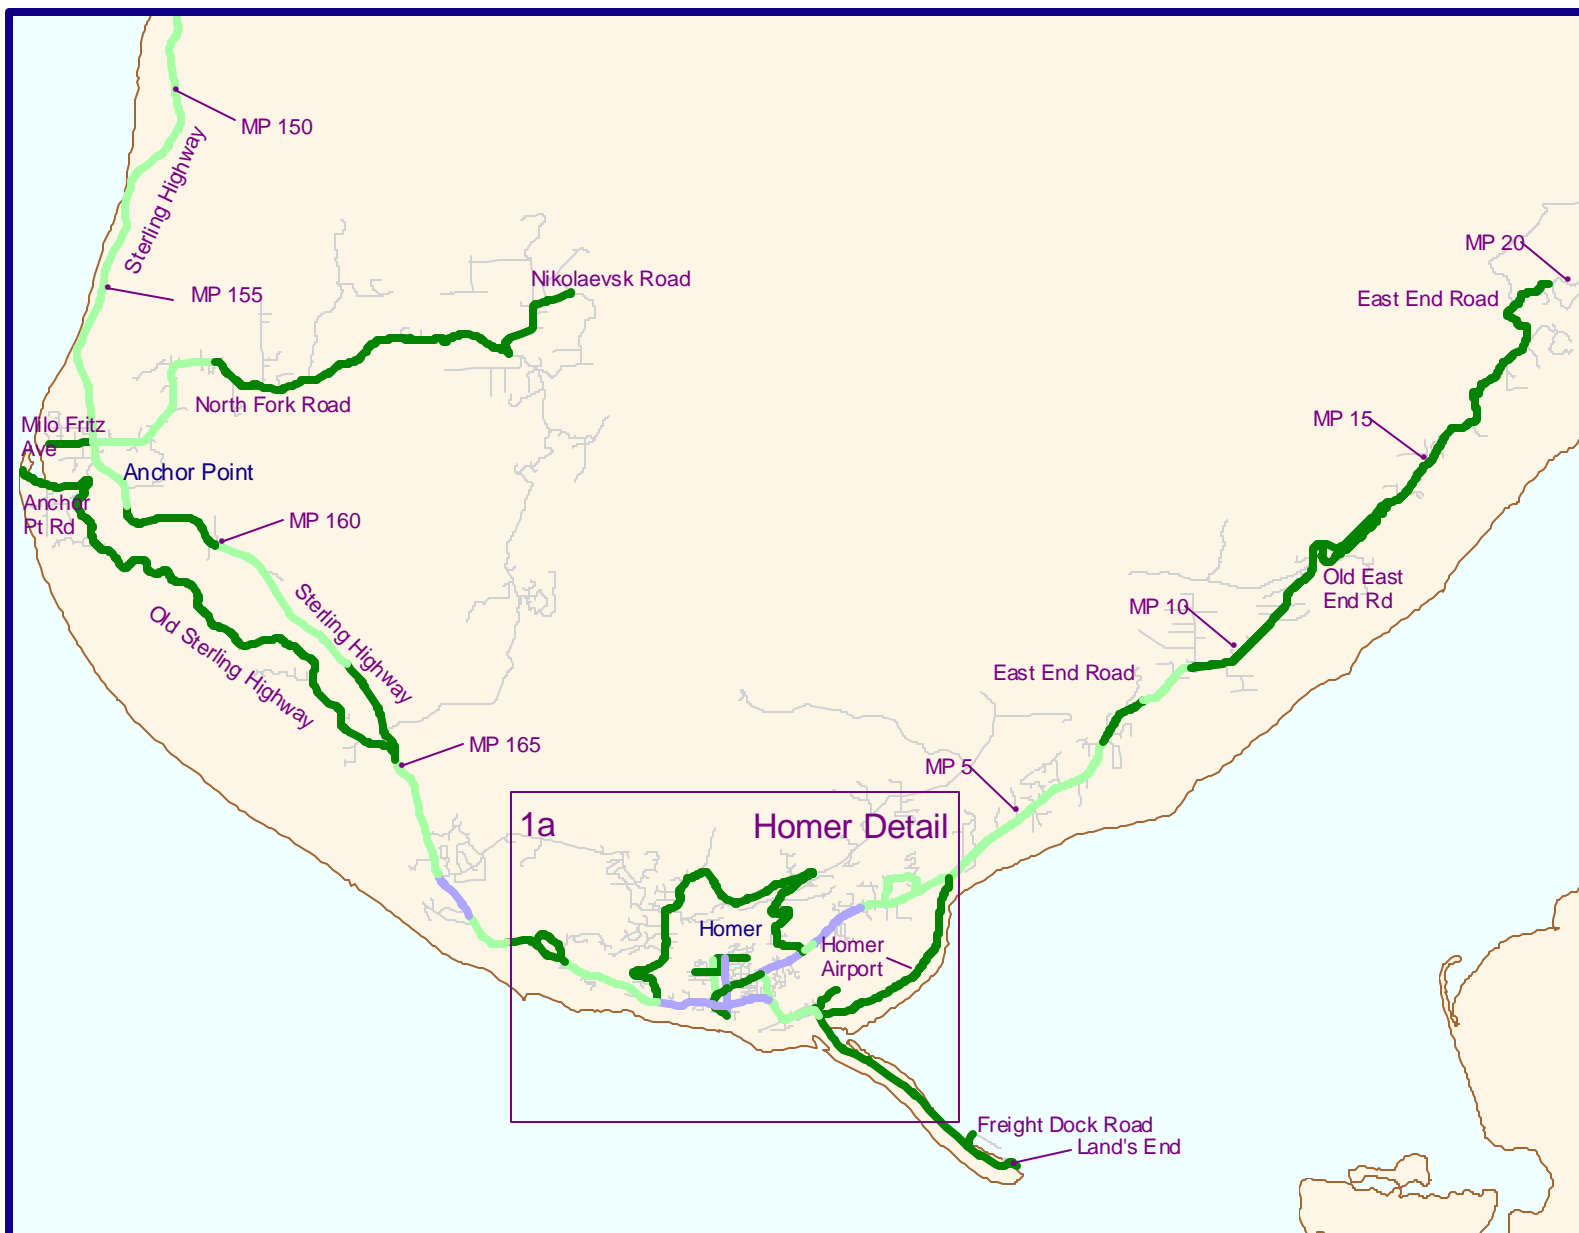 MP 150
Sterling Highway
MP 155
MP 20
Nikolaevsk Road
East End Road
North Fork Road
Milo Fritz
Ave
MP 15
Anchor Point
Anchor
Pt Rd
MP 160
Old East
End Rd
Sterling Highway
MP 10
Old Sterling Highway
East End Road
MP 165
MP 5
1a
Homer Detail
Homer
Homer
Airport
Freight Dock Road
Land's End